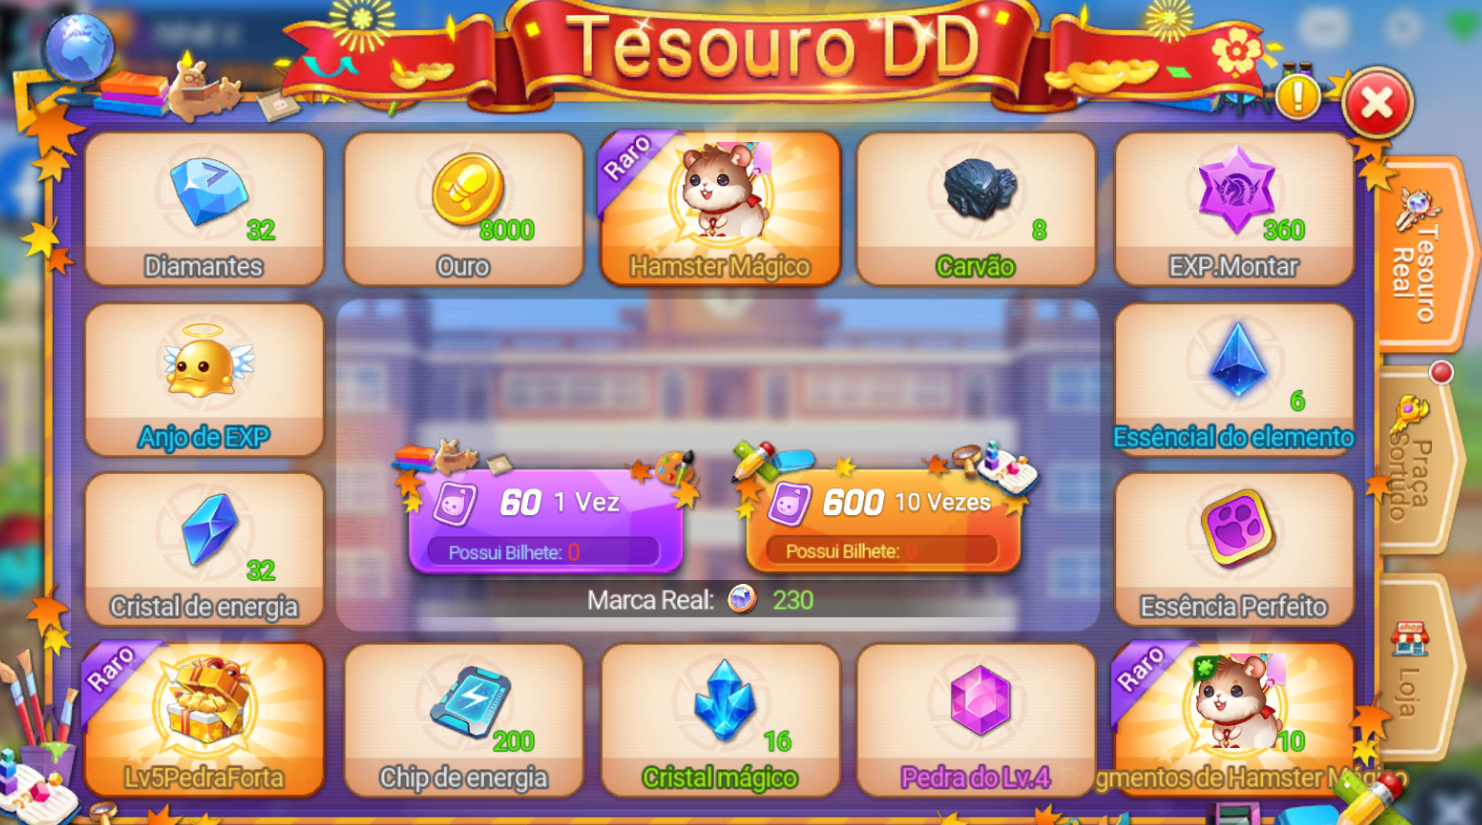 Tesouro DD
32
Diamantes
8000
Ouro
Raro
Hamster Mágico
8
Carvão
360
EXP.Montar
Tesouro
Real
Anjo de EXP
6
Essêncial do elemento
Praça
Sortudo
60 1 Vez
Possui Bilhete: 0
600 10 Vezes
Possui Bilhete: 0
Marca Real: 230
32
Cristal de energia
Essência Perfeito
shop
Loja
Raro
Lv5PedraForta
200
Chip de energia
16
Cristal mágico
Pedra do Lv.4
Raro
10
Fragmentos de Hamster Mágico